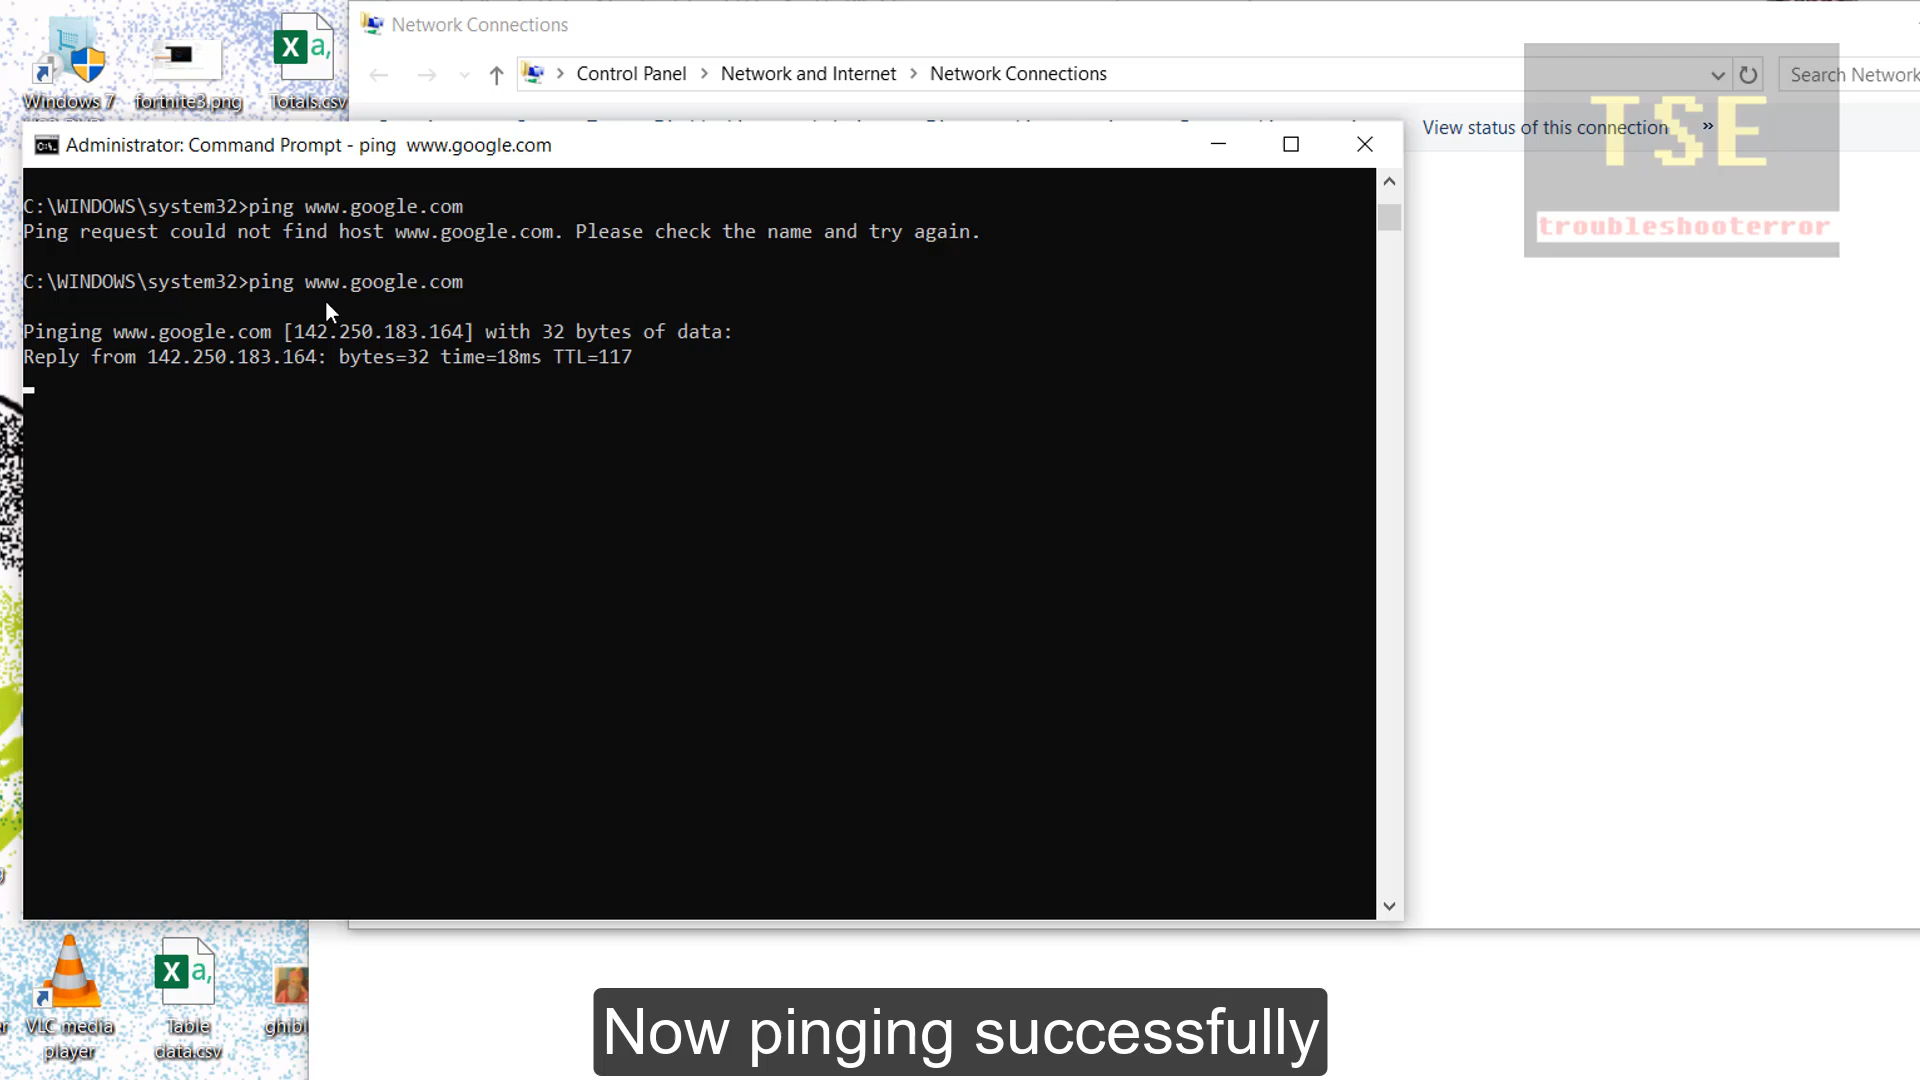 Windows 7
fortnite3.png
Totals.csv
Network Connections
Control Panel > Network and Internet > Network Connections
Search Network
View status of this connection »
TSE
troubleshooterror
Administrator: Command Prompt - ping  www.google.com
C:\WINDOWS\system32>ping www.google.com
Ping request could not find host www.google.com. Please check the name and try again.
C:\WINDOWS\system32>ping www.google.com
Pinging www.google.com [142.250.183.164] with 32 bytes of data:
Reply from 142.250.183.164: bytes=32 time=18ms TTL=117
VLC media
player
Table
data.csv
ghibl
Now pinging successfully